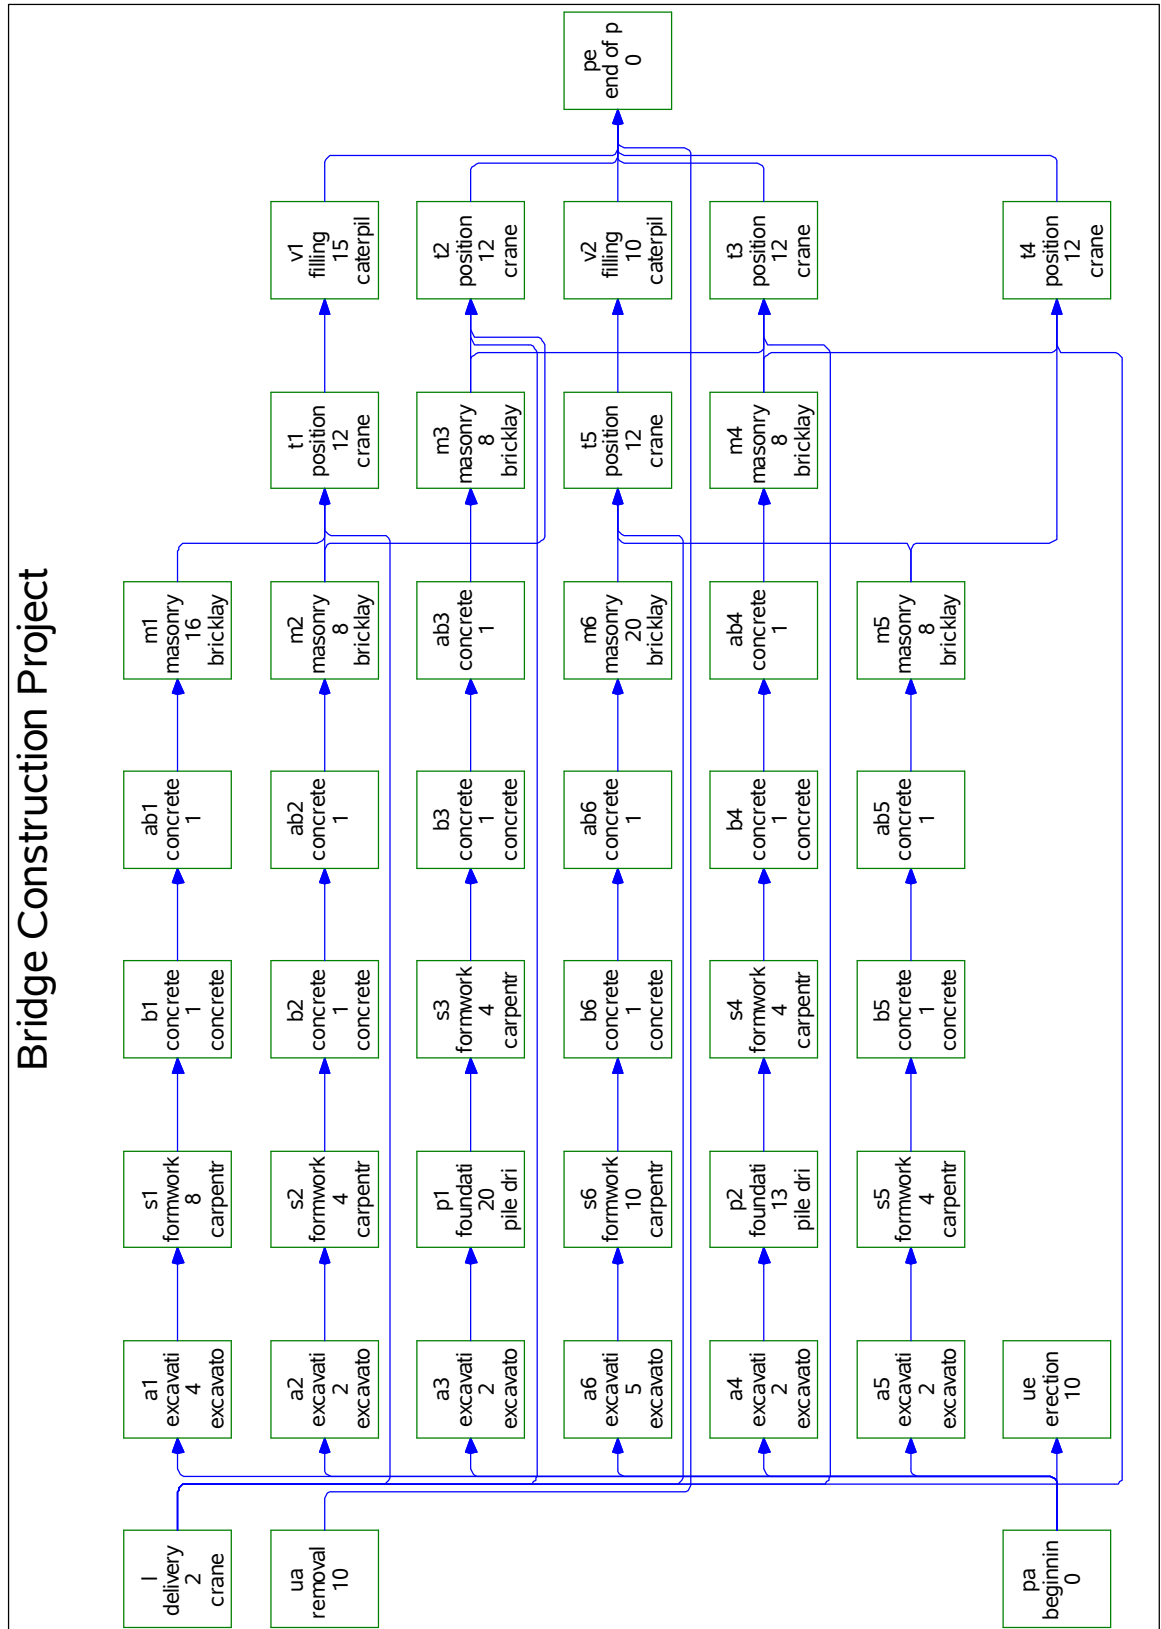 Bridge Construction Project
l
delivery
2
crane
ua
removal
10
pa
beginnin
0
a1
excavati
4
excavato
a2
excavati
2
excavato
a3
excavati
2
excavato
a6
excavati
5
excavato
a4
excavati
2
excavato
a5
excavati
2
excavato
ue
erection
10
s1
formwork
8
carpentr
s2
formwork
4
carpentr
p1
foundati
20
pile dri
s6
formwork
10
carpentr
p2
foundati
13
pile dri
s5
formwork
4
carpentr
b1
concrete
1
concrete
b2
concrete
1
concrete
s3
formwork
4
carpentr
b6
concrete
1
concrete
s4
formwork
4
carpentr
b5
concrete
1
concrete
ab1
concrete
1
ab2
concrete
1
b3
concrete
1
concrete
ab6
concrete
1
b4
concrete
1
concrete
ab5
concrete
1
m1
masonry
16
bricklay
m2
masonry
8
bricklay
ab3
concrete
1
m6
masonry
20
bricklay
ab4
concrete
1
m5
masonry
8
bricklay
t1
position
12
crane
m3
masonry
8
bricklay
t5
position
12
crane
m4
masonry
8
bricklay
v1
filling
15
caterpil
t2
position
12
crane
v2
filling
10
caterpil
t3
position
12
crane
t4
position
12
crane
pe
end of p
0